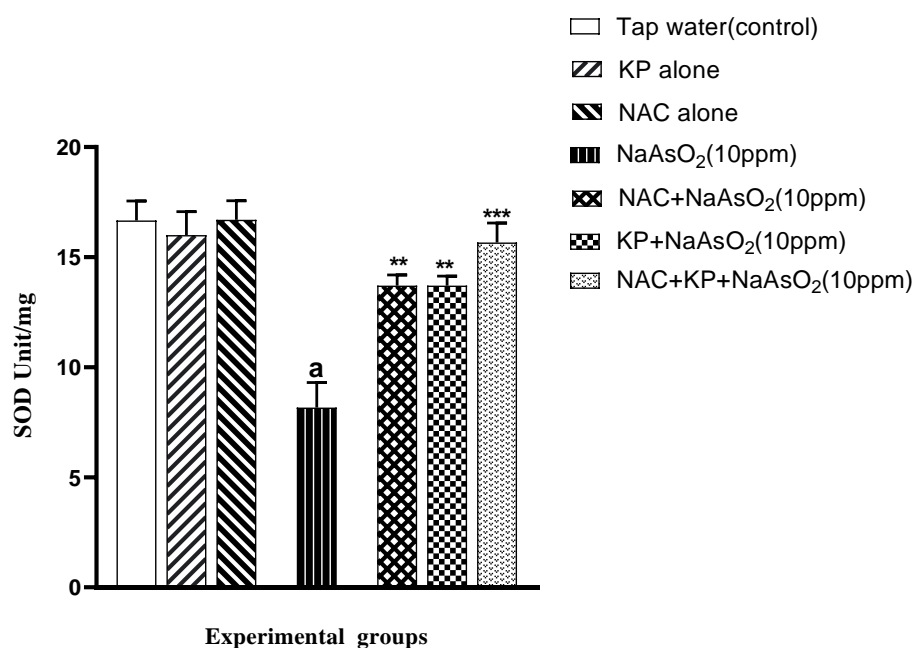 Tap water(control)
KP alone
NAC alone
NaAsO₂(10ppm)
NAC+NaAsO₂(10ppm)
KP+NaAsO₂(10ppm)
NAC+KP+NaAsO₂(10ppm)
20
15
10
5
0
SOD Unit/mg
a
**
**
***
Experimental groups